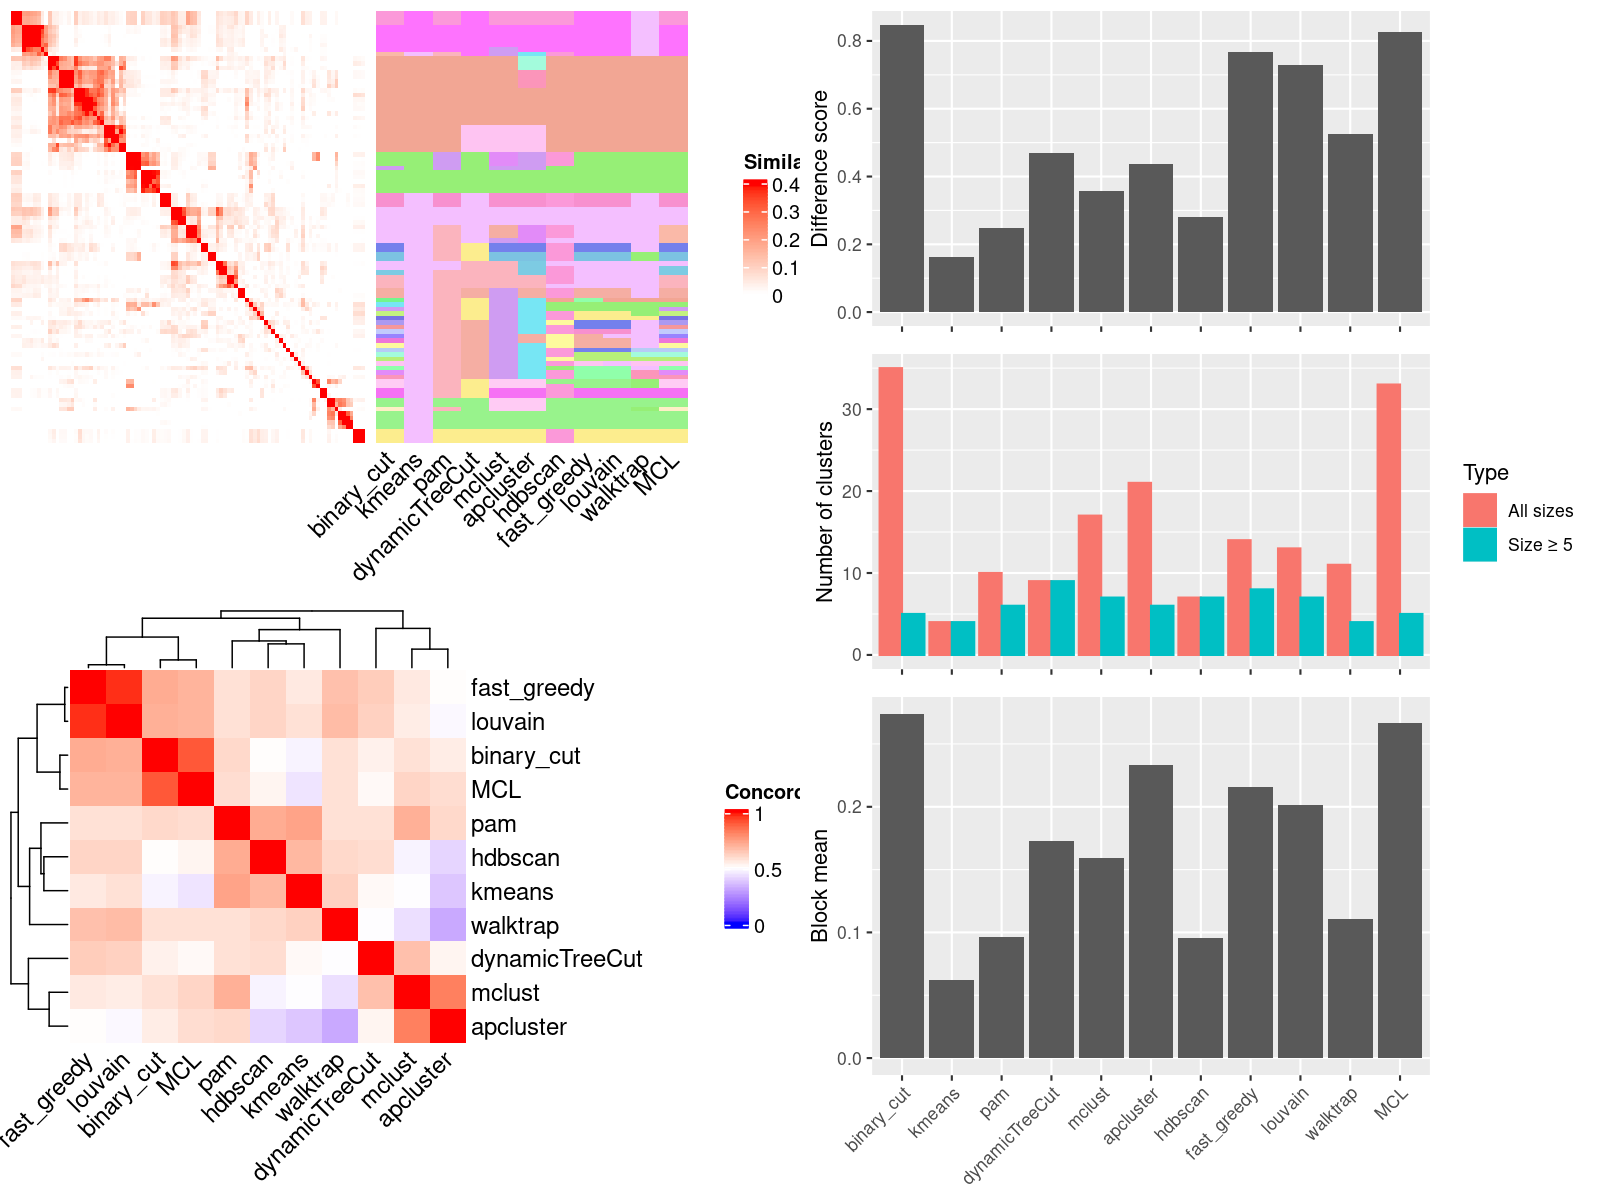 Simila
0.4
0.3
0.2
0.1
0
binary_cut
kmeans
pam
dynamicTreeCut
mclust
apcluster
hdbscan
fast_greedy
louvain
walktrap
MCL
fast_greedy
louvain
binary_cut
MCL
pam
hdbscan
kmeans
walktrap
dynamicTreeCut
mclust
apcluster
Concord
1
0.5
0
fast_greedy
louvain
binary_cut
MCL
pam
hdbscan
kmeans
walktrap
dynamicTreeCut
mclust
apcluster
Difference score
0.8
0.6
0.4
0.2
0.0
Number of clusters
30
20
10
0
Type
All sizes
Size ≥ 5
Block mean
0.2
0.1
0.0
binary_cut
kmeans
pam
dynamicTreeCut
mclust
apcluster
hdbscan
fast_greedy
louvain
walktrap
MCL